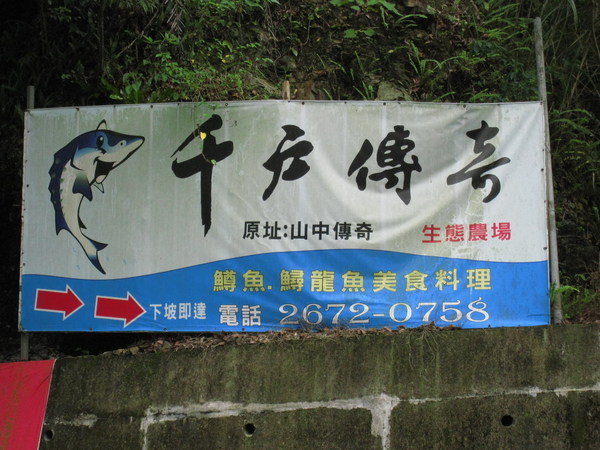 千戶傳奇
原址:山中傳奇
生態農場
鱒魚.鱘龍魚美食料理
下坡即達
電話 2672-0758